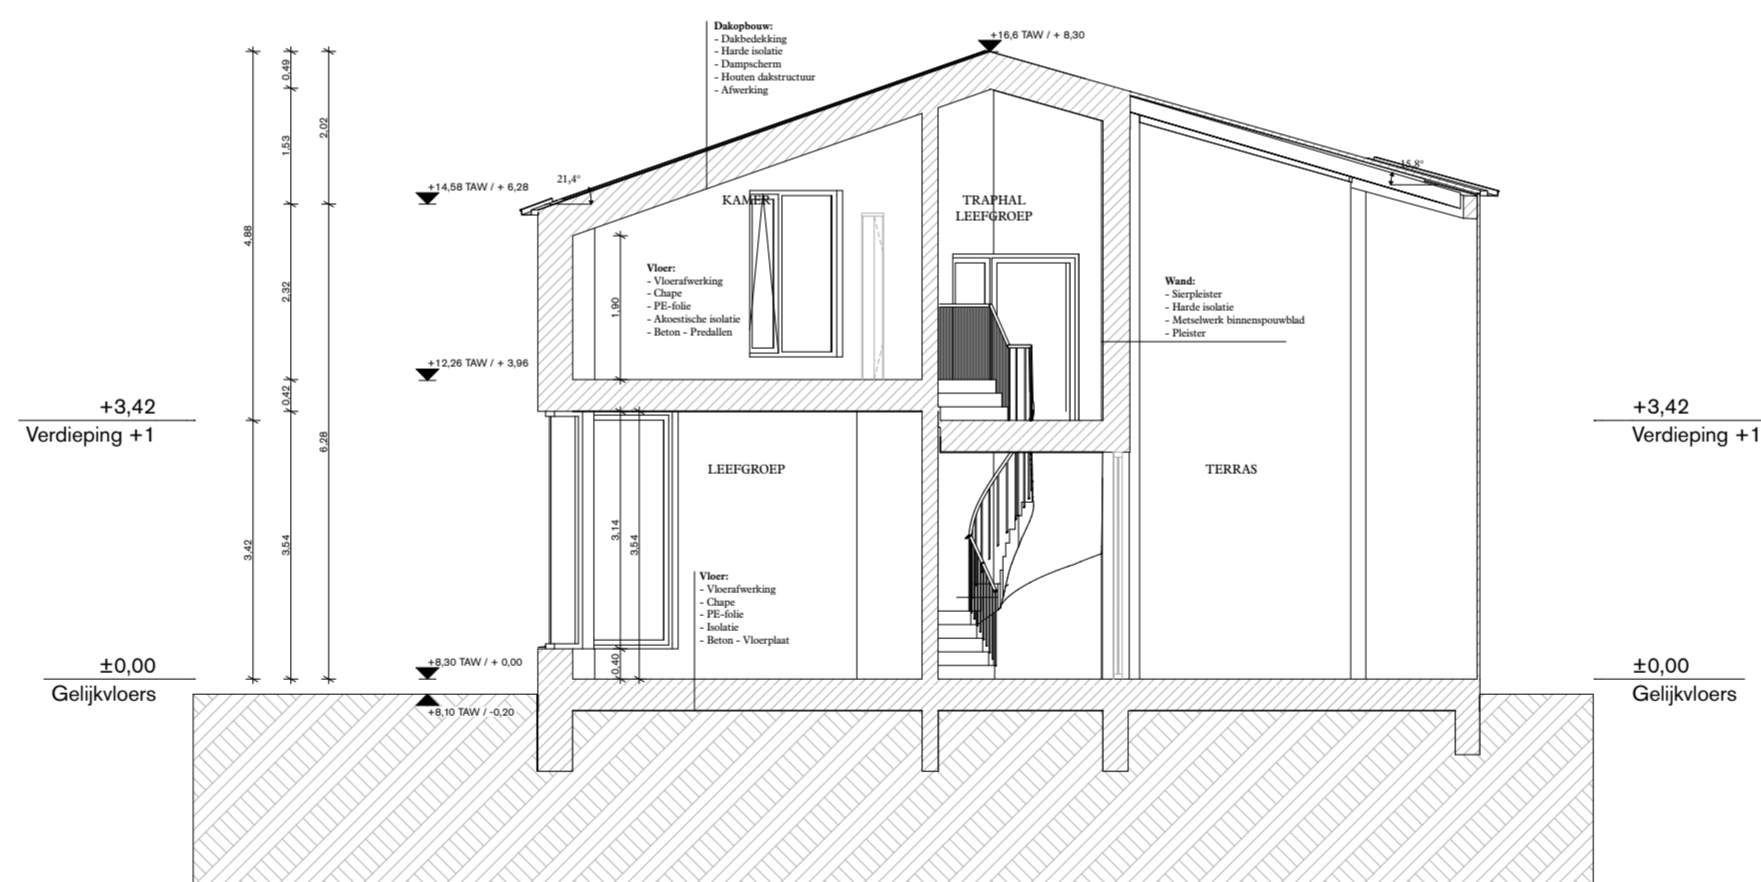 Dakopbouw:
- Dakbedekking
- Harde isolatie
- Dampscherm
- Houten dakstructuur
- Afwerking
+16,6 TAW / + 8,30
0,49
1,53
2,02
4,88
2,32
0,42
6,28
3,42
3,54
+14,58 TAW / + 6,28
21,4°
15,8°
KAMER
TRAPHAL
LEEFGROEP
Vloer:
- Vloerafwerking
- Chape
- PE-folie
- Akoestische isolatie
- Beton - Predallen
1,90
Wand:
- Sierpleister
- Harde isolatie
- Metselwerk binnenspouwblad
- Pleister
+12,26 TAW / + 3,96
+3,42
Verdieping +1
+3,42
Verdieping +1
LEEFGROEP
TERRAS
3,14
3,54
0,40
Vloer:
- Vloerafwerking
- Chape
- PE-folie
- Isolatie
- Beton - Vloerplaat
±0,00
Gelijkvloers
+8,30 TAW / + 0,00
+8,10 TAW / -0,20
±0,00
Gelijkvloers